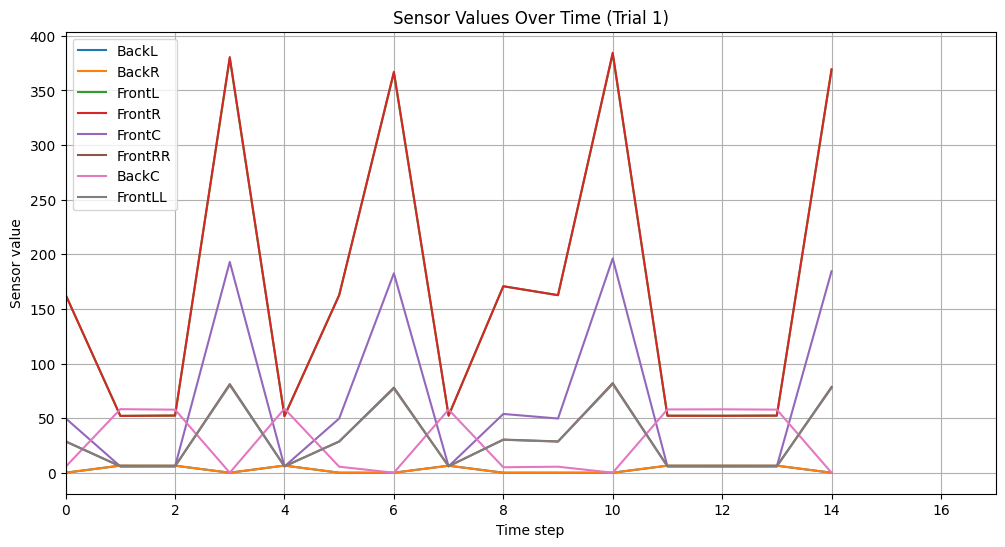 Sensor Values Over Time (Trial 1)
400
350
300
250
200
150
100
50
0
Sensor value
BackL
BackR
FrontL
FrontR
FrontC
FrontRR
BackC
FrontLL
0 2 4 6 8 10 12 14 16
Time step